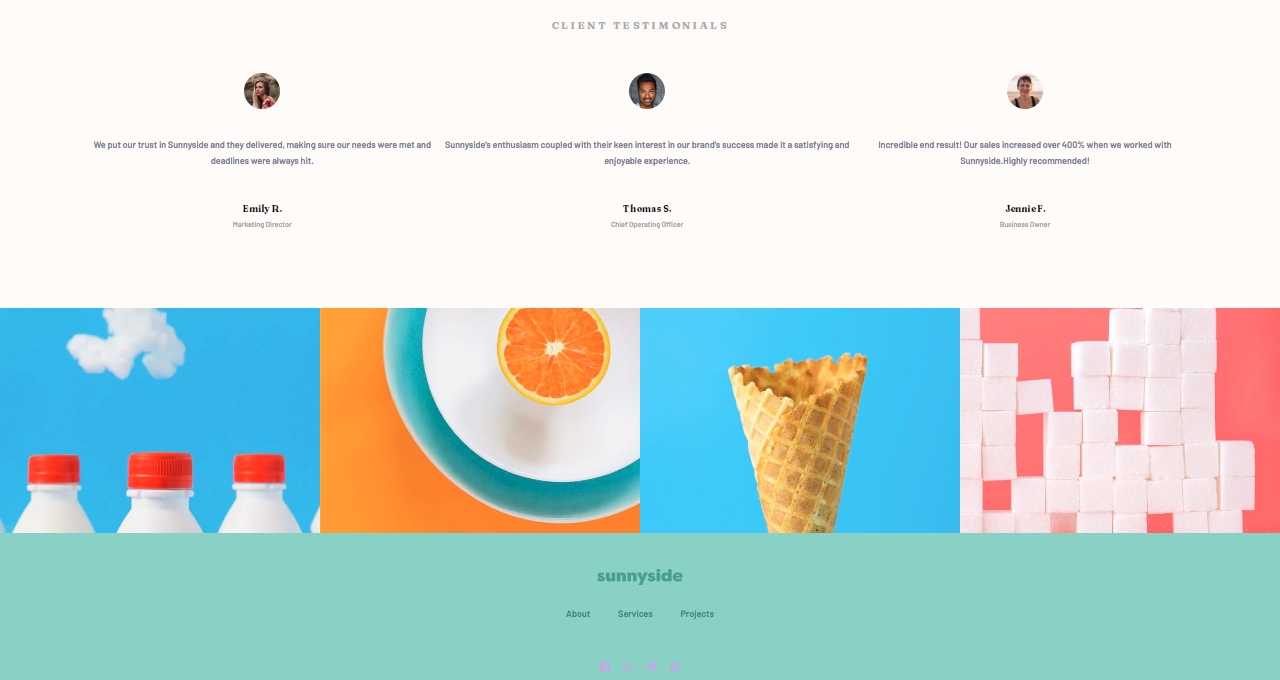 CLIENT TESTIMONIALS
We put our trust in Sunnyside and they delivered, making sure our needs were met and
deadlines were always hit.
Emily R.
Marketing Director
Sunnyside's enthusiasm coupled with their keen interest in our brand's success made it a satisfying and
enjoyable experience.
Thomas S.
Chief Operating Officer
Incredible end result! Our sales increased over 400% when we worked with
Sunnyside.Highly recommended!
Jennie F.
Business Owner
sunnyside
About Services Projects